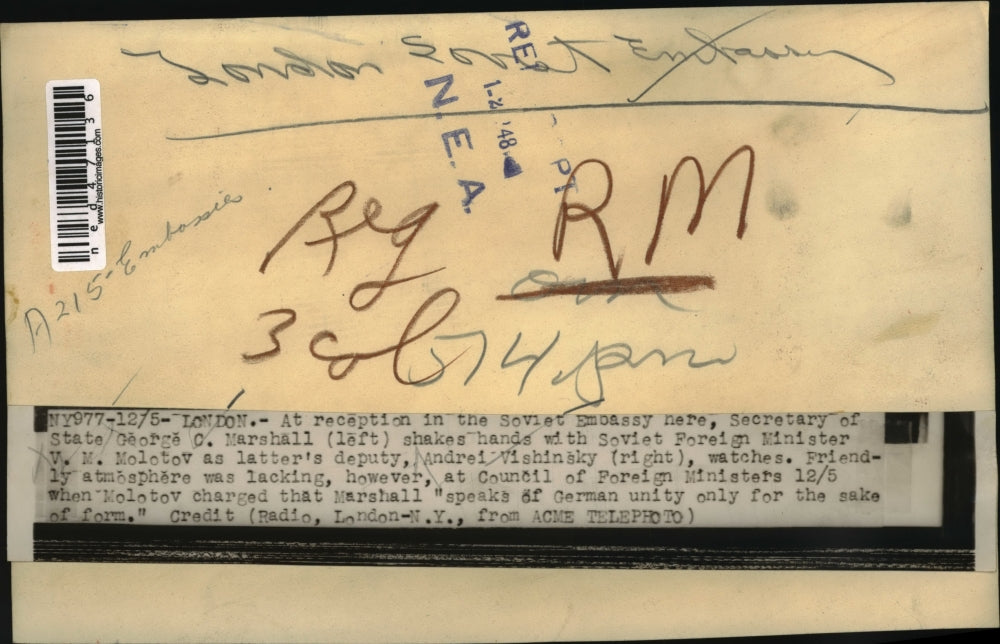 London Soviet Embassy
REF
1-2 '48
N.E.A.
PT
www.historicimages.com
ned47136
A215-Embassies
Reg RM
3 col 574
NY977-12/5- LONDON.- At reception in the Soviet Embassy here, Secretary of
State George C. Marshall (left) shakes hands with Soviet Foreign Minister
V. M. Molotov as latter's deputy, Andrei Vishinsky (right), watches. Friend-
ly atmosphere was lacking, however, at Council of Foreign Ministers 12/5
when Molotov charged that Marshall "speaks of German unity only for the sake
of form." Credit (Radio, London-N.Y., from ACME TELEPHOTO)